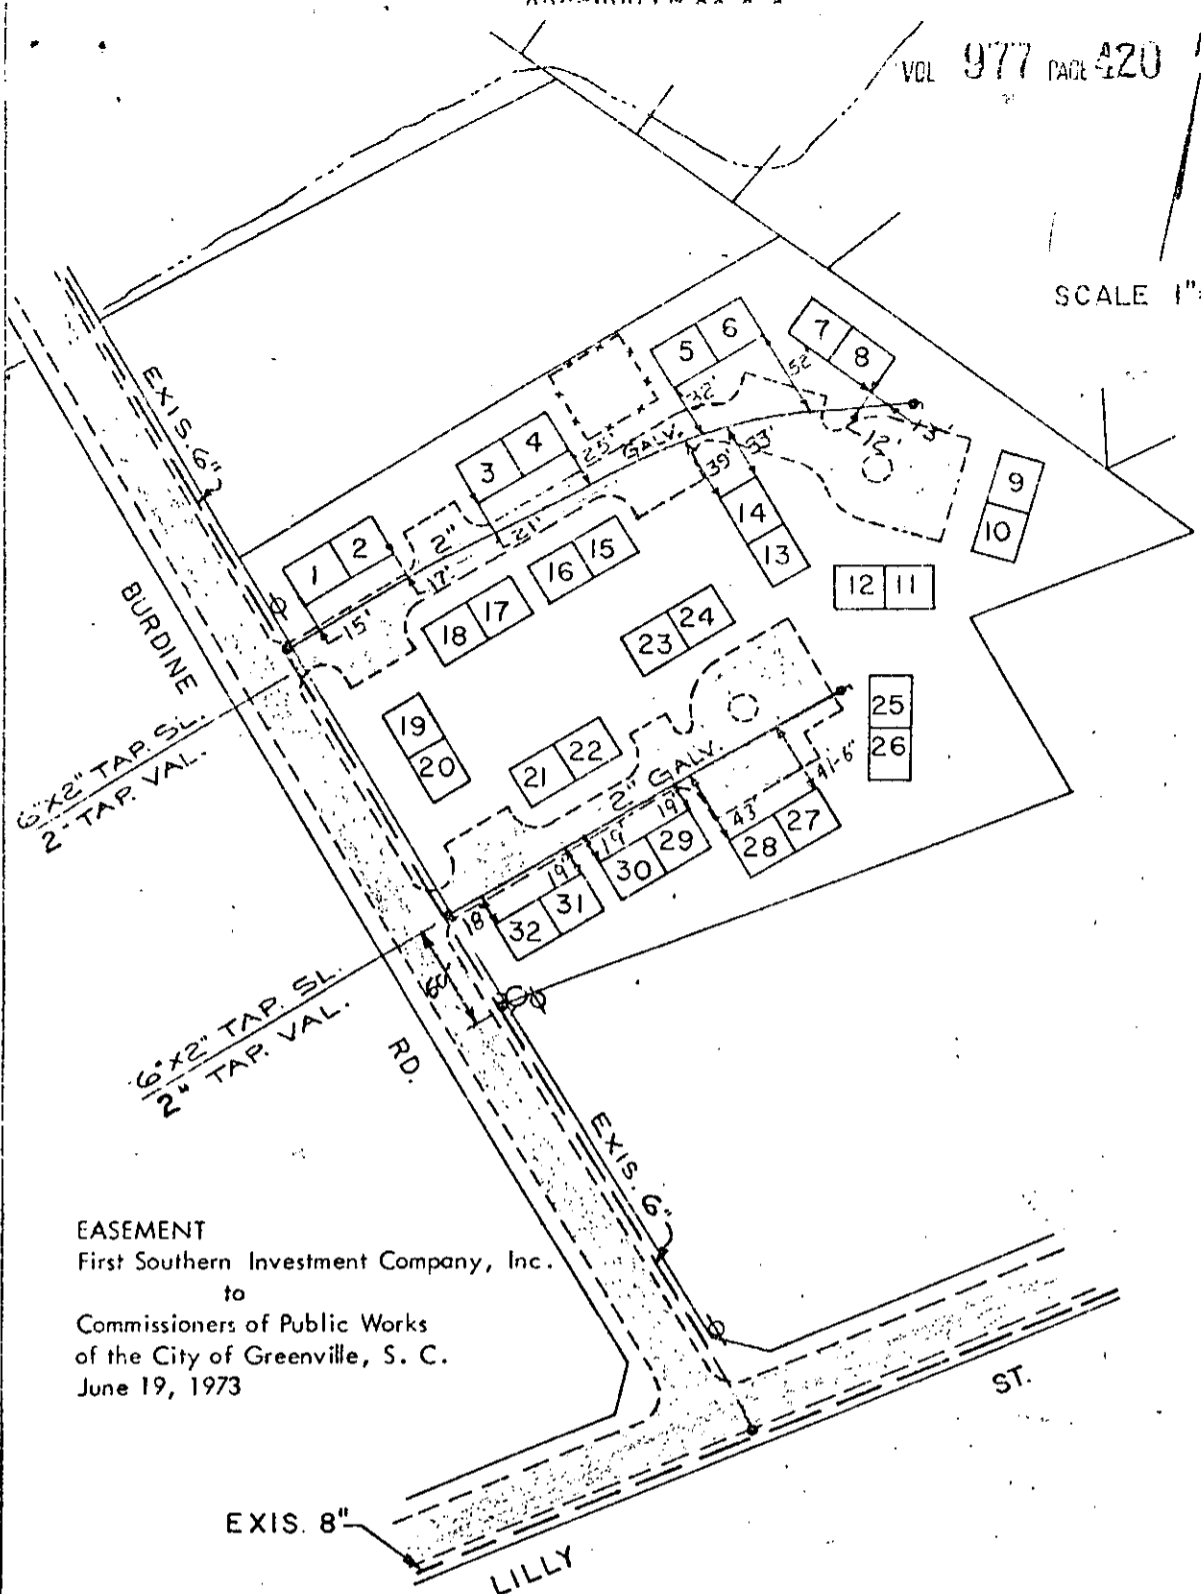 VOL 977 PAGE 420
SCALE 1"=
EXIS. 6"
BURDINE
RD.
1 2
3 4
5 6
7 8
9
10
12 11
14
13
16 15
18 17
19
20
21 22
23 24
25
26
28 27
30 29
32 31
2" GALV.
15'
17'
21'
25'
32'
52'
12'
13'
39'
33'
2" GALV.
18'
19'
19'
19'
43'
41'-6"
60'
6"X2" TAP. SL.
2" TAP. VAL.
6"X2" TAP. SL.
2" TAP. VAL.
EXIS. 6"
EASEMENT
First Southern Investment Company, Inc.
to
Commissioners of Public Works
of the City of Greenville, S. C.
June 19, 1973
EXIS. 8"
LILLY
ST.